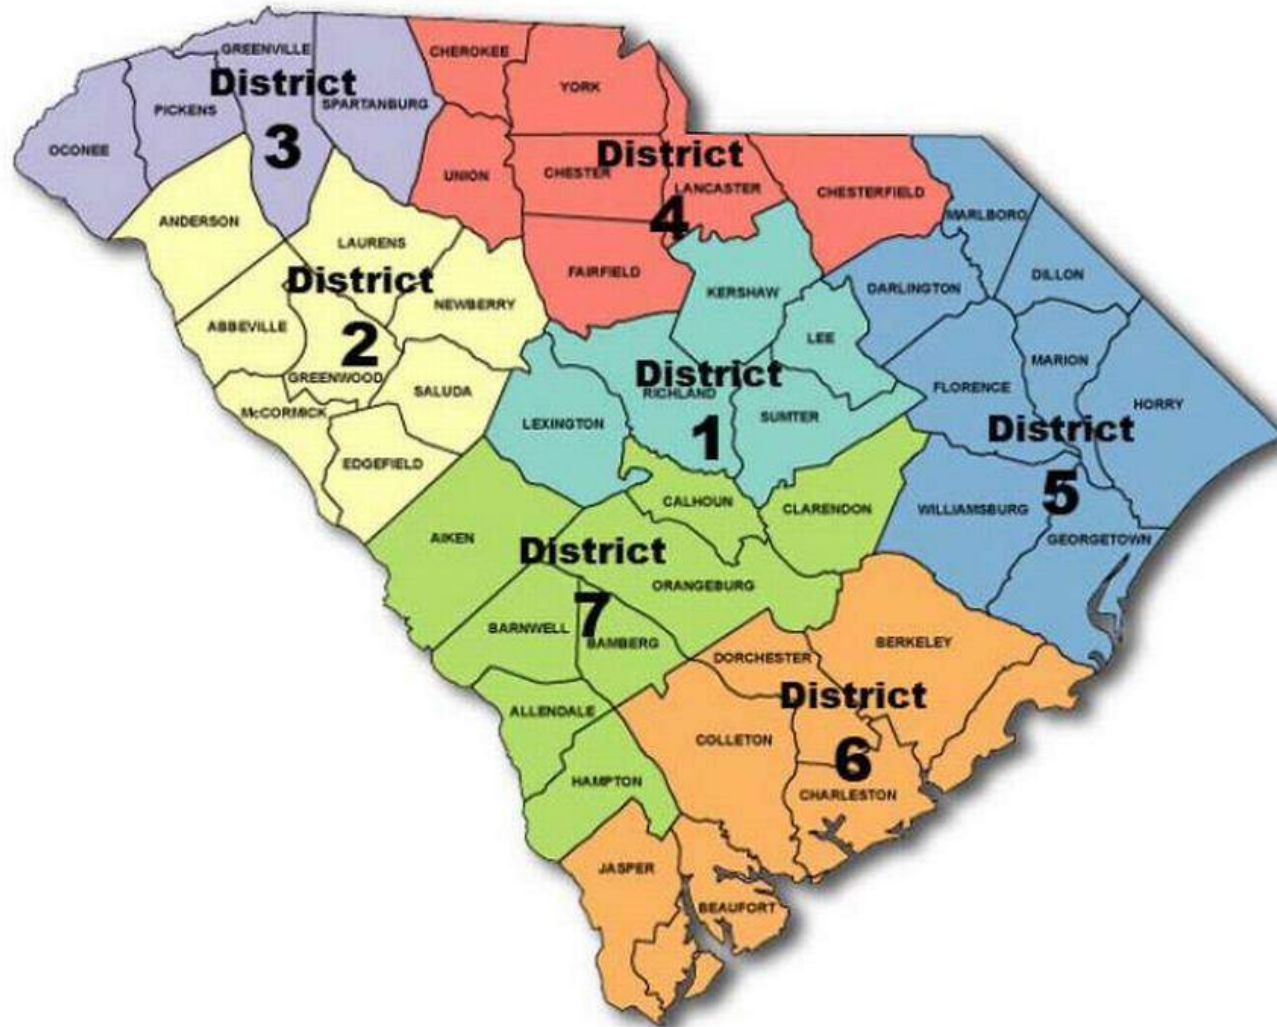 GREENVILLE
CHEROKEE
YORK
District
3
PICKENS
SPARTANBURG
OCONEE
UNION
CHESTER
District
4
LANCASTER
CHESTERFIELD
MARLBORO
ANDERSON
LAURENS
FAIRFIELD
DILLON
District
2
NEWBERRY
KERSHAW
DARLINGTON
ABBEVILLE
LEE
MARION
GREENWOOD
SALUDA
District
1
RICHLAND
FLORENCE
HORRY
McCORMICK
LEXINGTON
SUMTER
District
5
EDGEFIELD
CALHOUN
CLARENDON
WILLIAMSBURG
GEORGETOWN
AIKEN
District
7
ORANGEBURG
BARNWELL
BAMBERG
DORCHESTER
BERKELEY
ALLENDALE
District
6
COLLETON
HAMPTON
CHARLESTON
JASPER
BEAUFORT